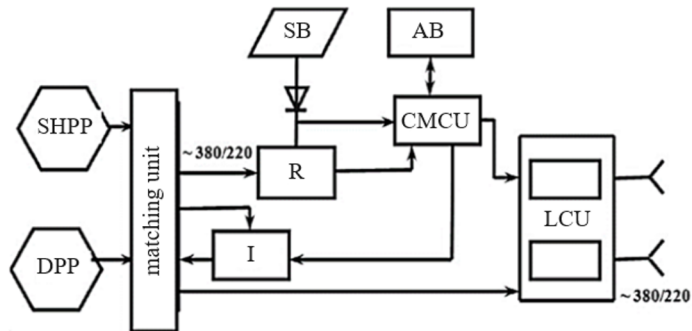 SB
AB
SHPP
CMCU
~380/220
R
matching unit
LCU
DPP
I
~380/220